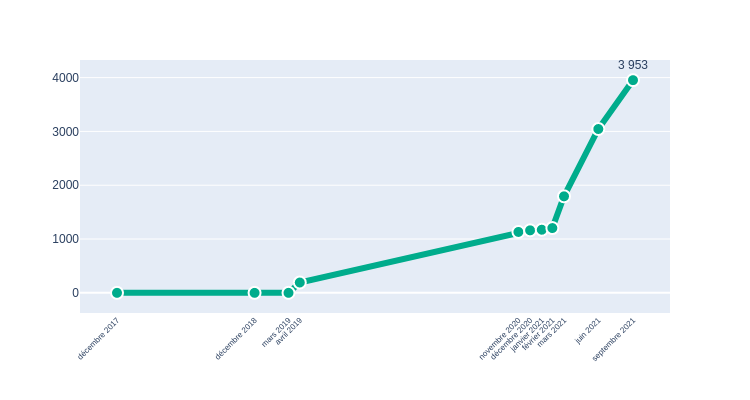 3 953
4000
3000
2000
1000
0
décembre 2017
décembre 2018
mars 2019
avril 2019
novembre 2020
décembre 2020
janvier 2021
février 2021
mars 2021
juin 2021
septembre 2021